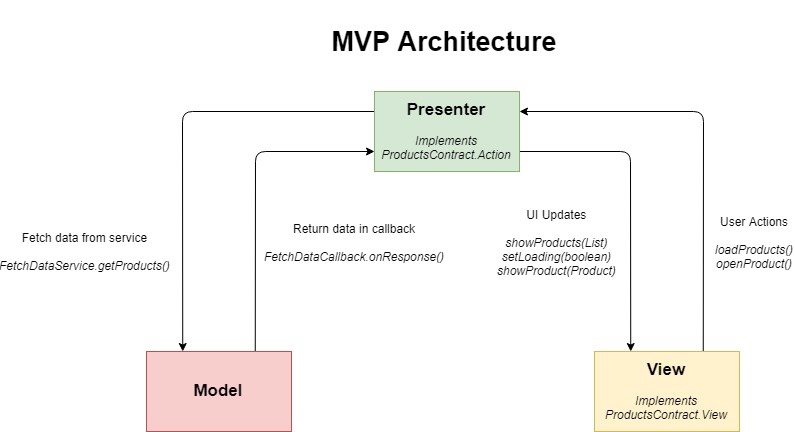 MVP Architecture
Presenter
Implements
ProductsContract.Action
Fetch data from service
FetchDataService.getProducts()
Return data in callback
FetchDataCallback.onResponse()
UI Updates
showProducts(List)
setLoading(boolean)
showProduct(Product)
User Actions
loadProducts()
openProduct()
Model
View
Implements
ProductsContract.View